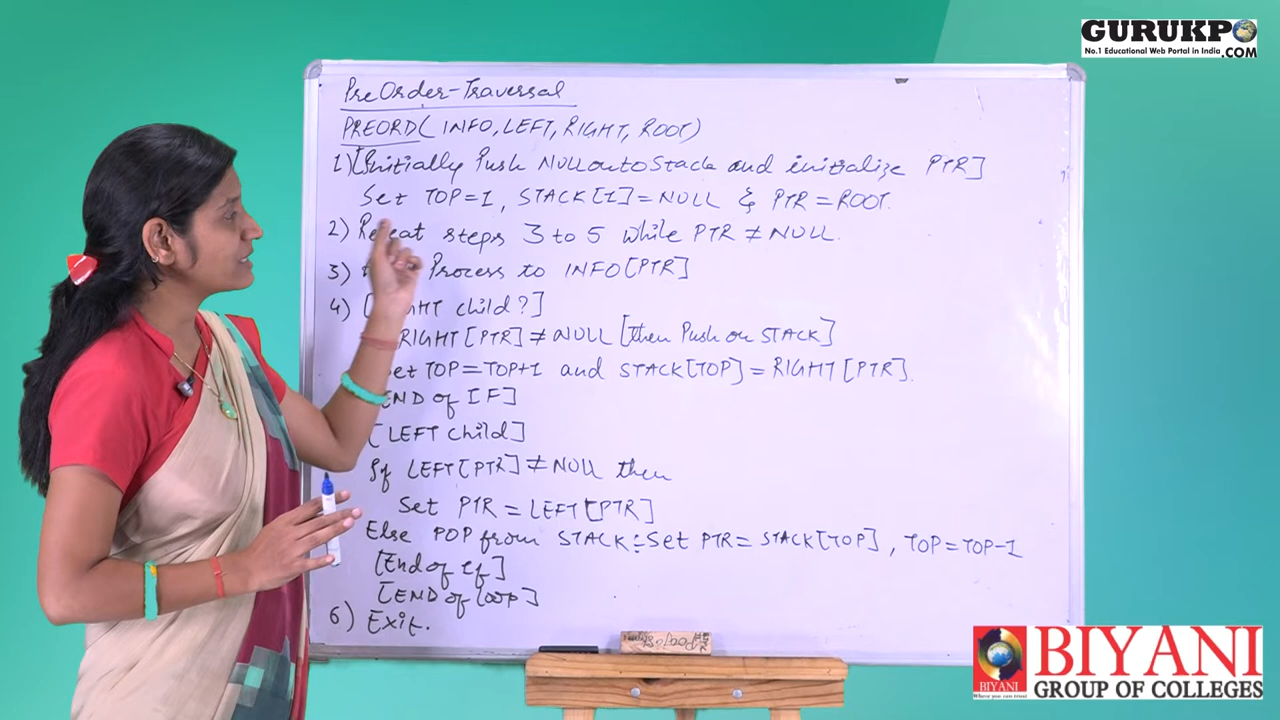 GURUKPO
No.1 Educational Web Portal in India .COM
PreOrder-Traversal
PREORD( INFO, LEFT, RIGHT, ROOT)
1) [Initially Push NULL onto Stack and initialize PTR]
Set TOP=1, STACK[1]=NULL & PTR=ROOT.
2) Repeat steps 3 to 5 while PTR ≠ NULL.
3) Process to INFO[PTR]
4) child?]
RIGHT[PTR] ≠ NULL [then Push on STACK]
Set TOP=TOP+1 and STACK[TOP]=RIGHT[PTR].
END of IF]
[LEFT child]
If LEFT[PTR] ≠ NULL then
Set PTR = LEFT[PTR]
Else POP from STACK: Set PTR= STACK[TOP], TOP=TOP-1
[End of if]
[END of loop]
6) Exit.
BIYANI
BIYANI
GROUP OF COLLEGES